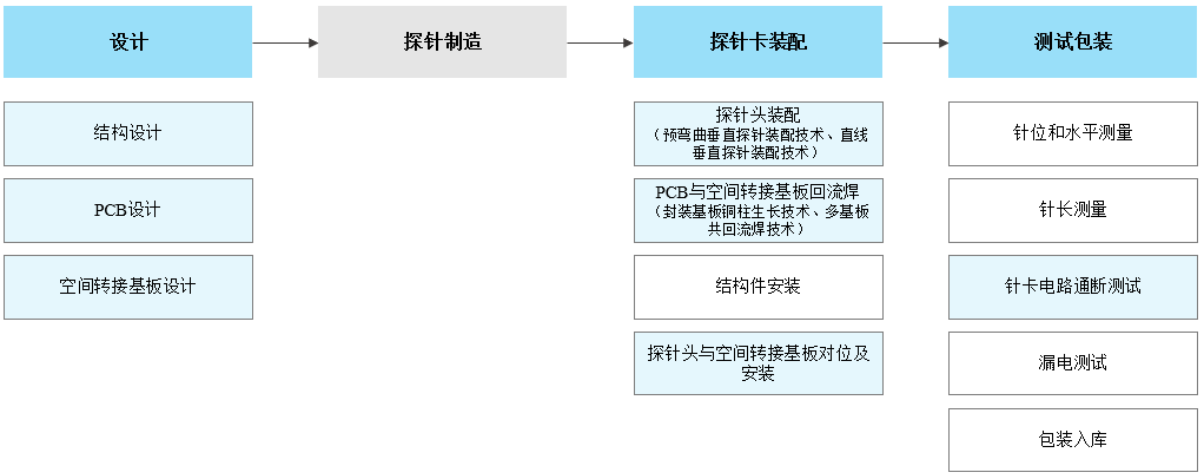 设计
探针制造
探针卡装配
测试包装
结构设计
PCB设计
空间转接基板设计
探针头装配
（预弯曲垂直探针装配技术、直线
垂直探针装配技术）
PCB与空间转接基板回流焊
（封装基板铜柱生长技术、多基板
共回流焊技术）
结构件安装
探针头与空间转接基板对位及
安装
针位和水平测量
针长测量
针卡电路通断测试
漏电测试
包装入库